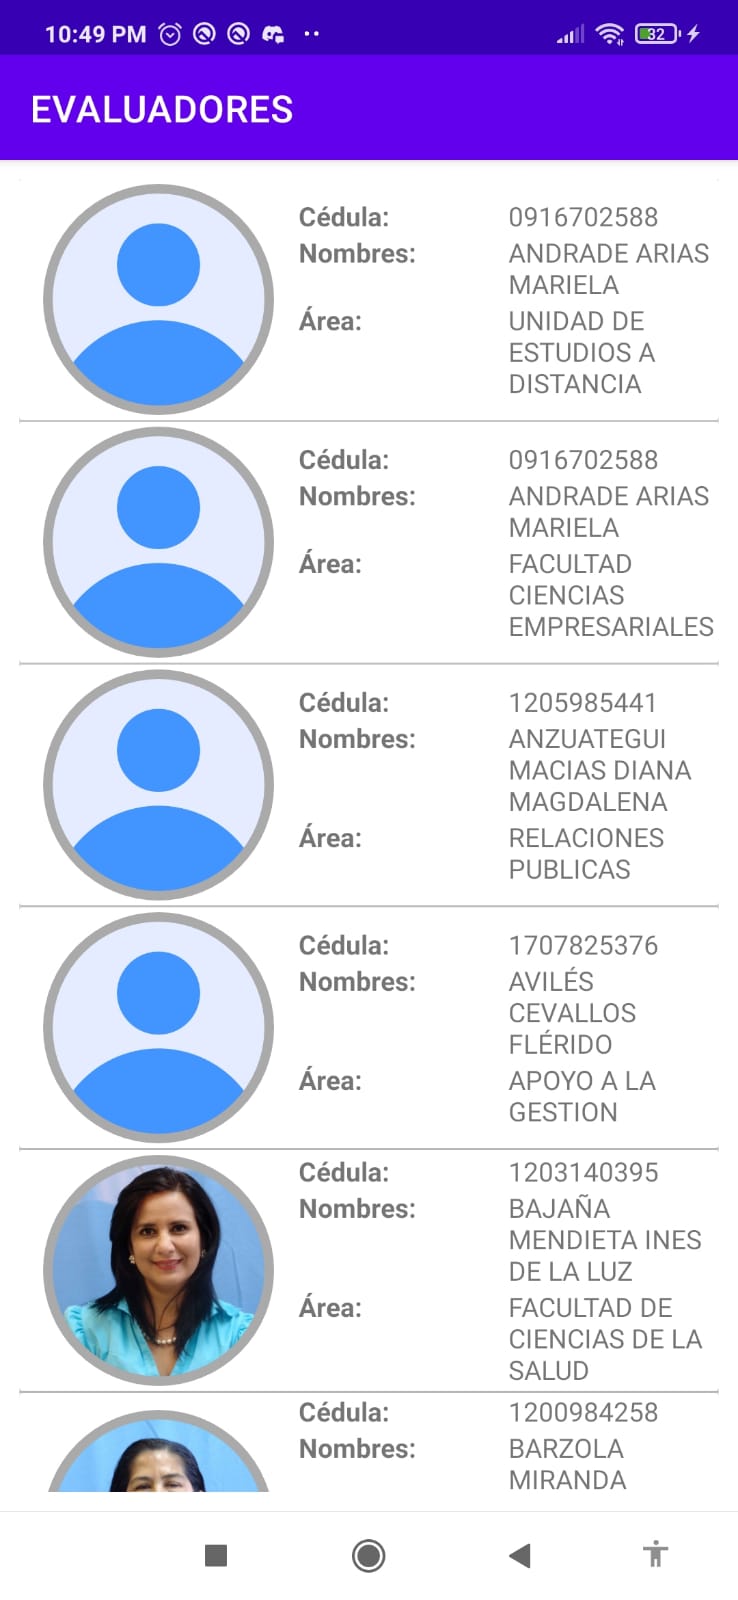 10:49 PM
32
EVALUADORES
Cédula: 0916702588
Nombres: ANDRADE ARIAS
MARIELA
Área: UNIDAD DE
ESTUDIOS A
DISTANCIA
Cédula: 0916702588
Nombres: ANDRADE ARIAS
MARIELA
Área: FACULTAD
CIENCIAS
EMPRESARIALES
Cédula: 1205985441
Nombres: ANZUATEGUI
MACIAS DIANA
MAGDALENA
Área: RELACIONES
PUBLICAS
Cédula: 1707825376
Nombres: AVILÉS
CEVALLOS
FLÉRIDO
Área: APOYO A LA
GESTION
Cédula: 1203140395
Nombres: BAJAÑA
MENDIETA INES
DE LA LUZ
Área: FACULTAD DE
CIENCIAS DE LA
SALUD
Cédula: 1200984258
Nombres: BARZOLA
MIRANDA